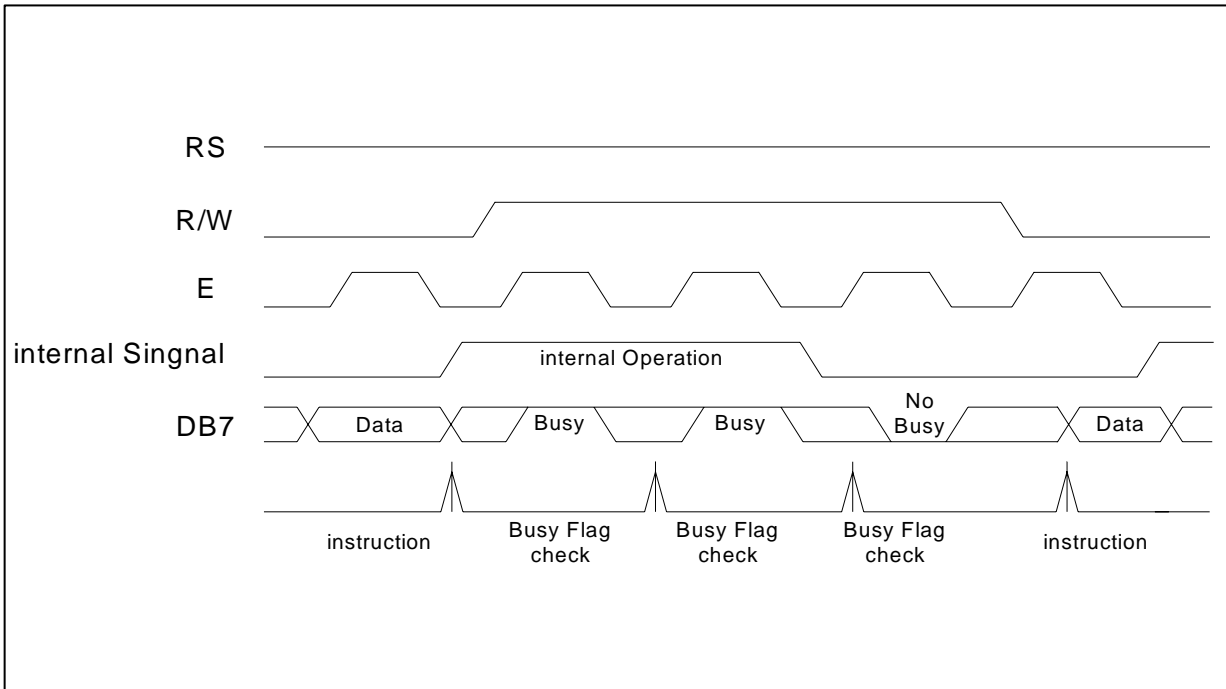 RS
R/W
E
internal Singnal
internal Operation
DB7
Data
Busy
Busy
No
Busy
Data
instruction
Busy Flag
check
Busy Flag
check
Busy Flag
check
instruction